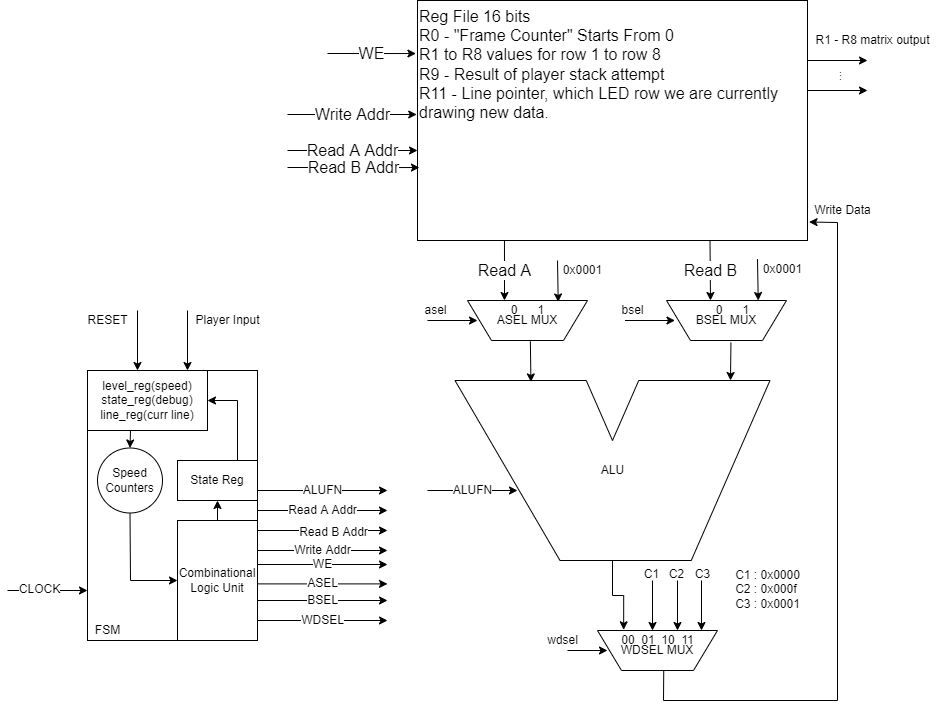 Reg File 16 bits
R0 - "Frame Counter" Starts From 0
R1 to R8 values for row 1 to row 8
R9 - Result of player stack attempt
R11 - Line pointer, which LED row we are currently
drawing new data.
R1 - R8 matrix output
...
WE
Write Addr
Read A Addr
Read B Addr
Write Data
Read A
0x0001
Read B
0x0001
asel
0 1
ASEL MUX
bsel
0 1
BSEL MUX
RESET
Player Input
level_reg(speed)
state_reg(debug)
line_reg(curr line)
Speed
Counters
State Reg
Combinational
Logic Unit
CLOCK
FSM
ALUFN
Read A Addr
Read B Addr
Write Addr
WE
ASEL
BSEL
WDSEL
ALU
ALUFN
C1 C2 C3
C1 : 0x0000
C2 : 0x000f
C3 : 0x0001
wdsel
00 01 10 11
WDSEL MUX